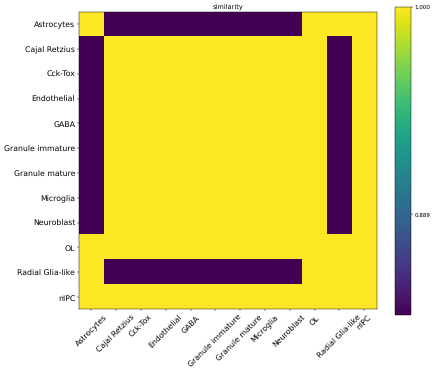 similarity
1.000
Astrocytes
Cajal Retzius
Cck-Tox
Endothelial
GABA
Granule immature
Granule mature
Microglia
Neuroblast
OL
Radial Glia-like
nIPC
0.889
Astrocytes
Cajal Retzius
Cck-Tox
Endothelial
GABA
Granule immature
Granule mature
Microglia
Neuroblast
OL
Radial Glia-like
nIPC